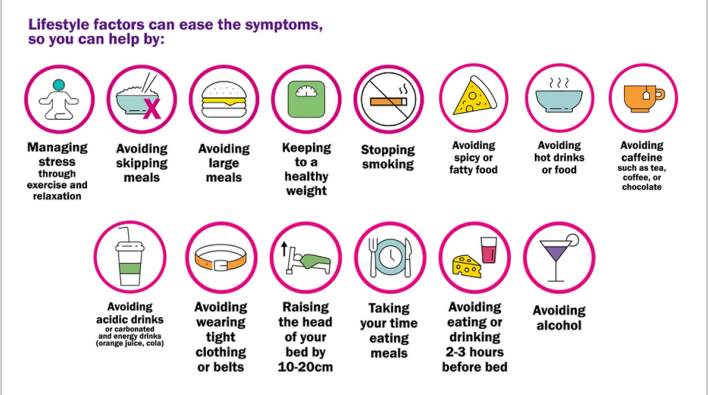 Lifestyle factors can ease the symptoms,
so you can help by:
Managing
stress
through
exercise and
relaxation
Avoiding
skipping
meals
Avoiding
large
meals
Keeping
to a
healthy
weight
Stopping
smoking
Avoiding
spicy or
fatty food
Avoiding
hot drinks
or food
Avoiding
caffeine
such as tea,
coffee, or
chocolate
Avoiding
acidic drinks
or carbonated
and energy drinks
(orange juice, cola)
Avoiding
wearing
tight
clothing
or belts
Raising
the head
of your
bed by
10-20cm
Taking
your time
eating
meals
Avoiding
eating or
drinking
2-3 hours
before bed
Avoiding
alcohol